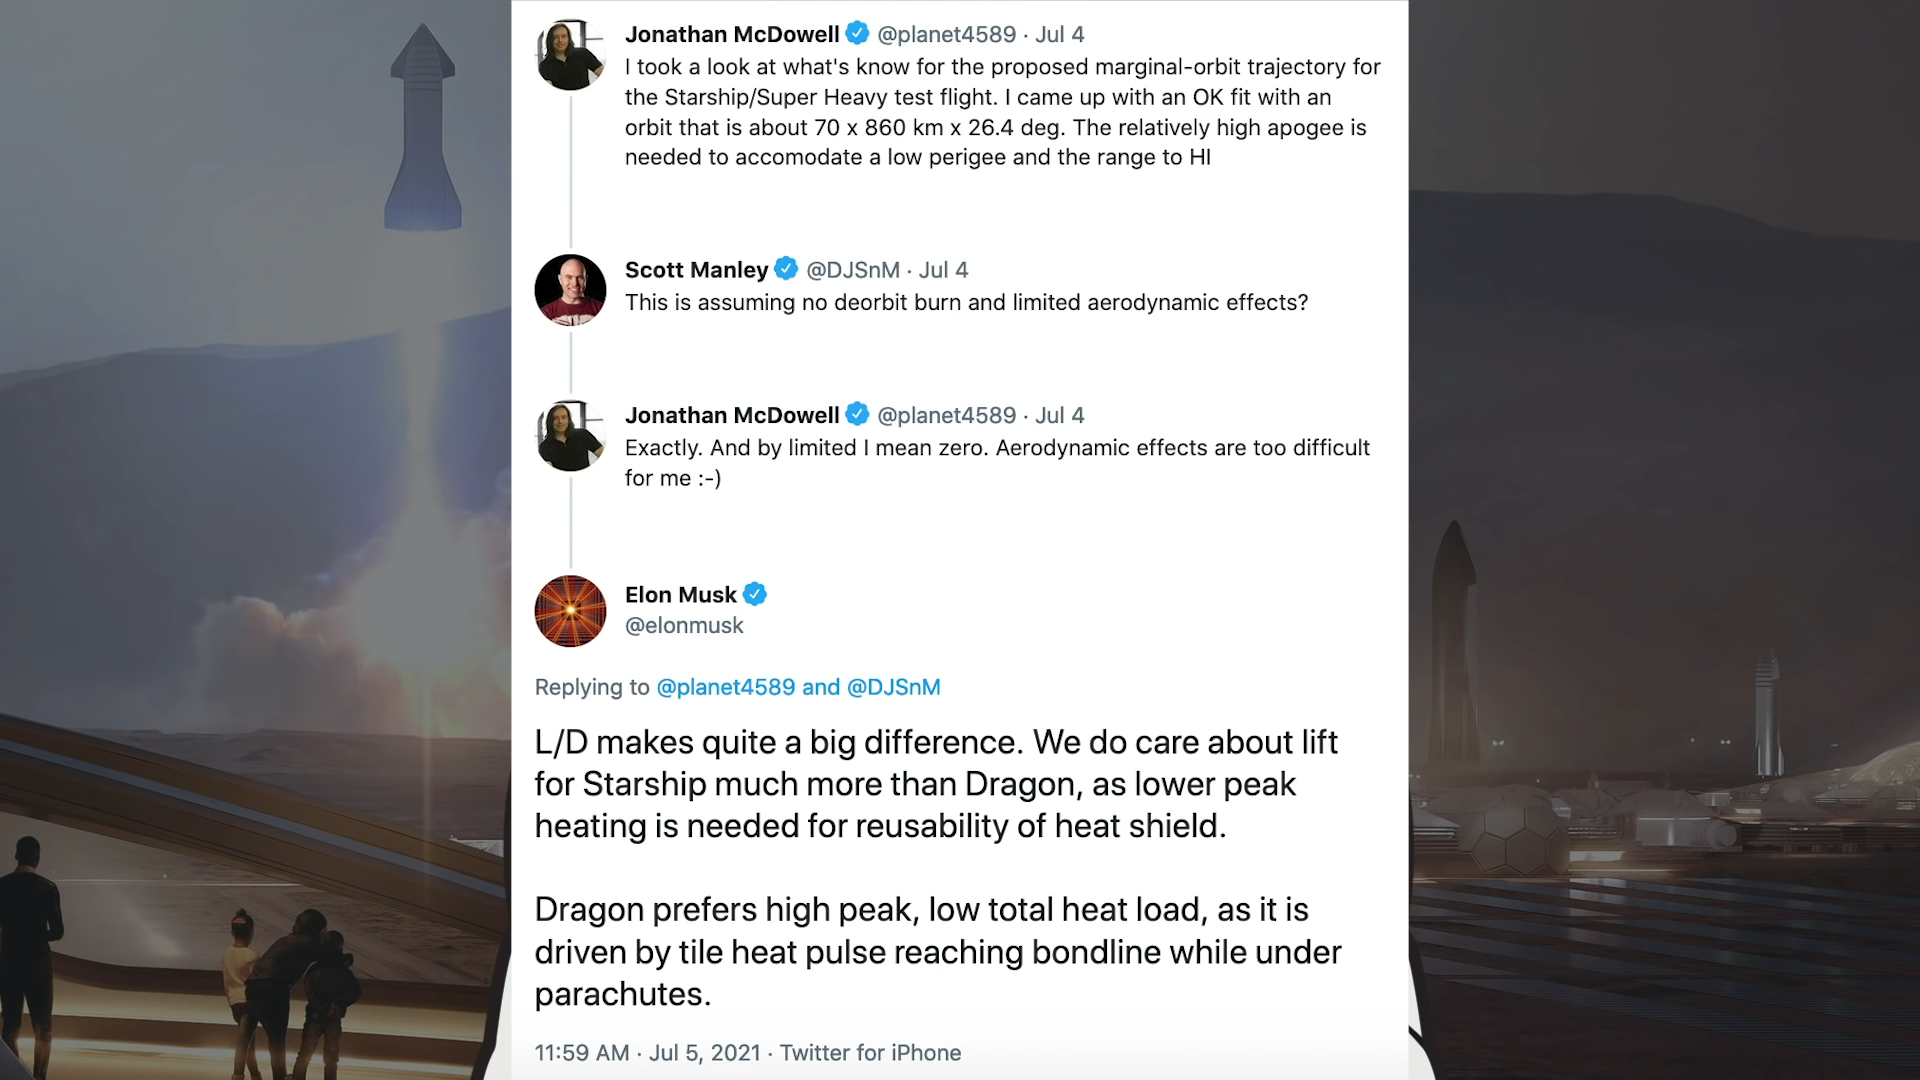 Jonathan McDowell @planet4589 · Jul 4
I took a look at what's know for the proposed marginal-orbit trajectory for
the Starship/Super Heavy test flight. I came up with an OK fit with an
orbit that is about 70 x 860 km x 26.4 deg. The relatively high apogee is
needed to accomodate a low perigee and the range to HI
Scott Manley @DJSnM · Jul 4
This is assuming no deorbit burn and limited aerodynamic effects?
Jonathan McDowell @planet4589 · Jul 4
Exactly. And by limited I mean zero. Aerodynamic effects are too difficult
for me :-)
Elon Musk
@elonmusk
Replying to @planet4589 and @DJSnM
L/D makes quite a big difference. We do care about lift
for Starship much more than Dragon, as lower peak
heating is needed for reusability of heat shield.
Dragon prefers high peak, low total heat load, as it is
driven by tile heat pulse reaching bondline while under
parachutes.
11:59 AM · Jul 5, 2021 · Twitter for iPhone